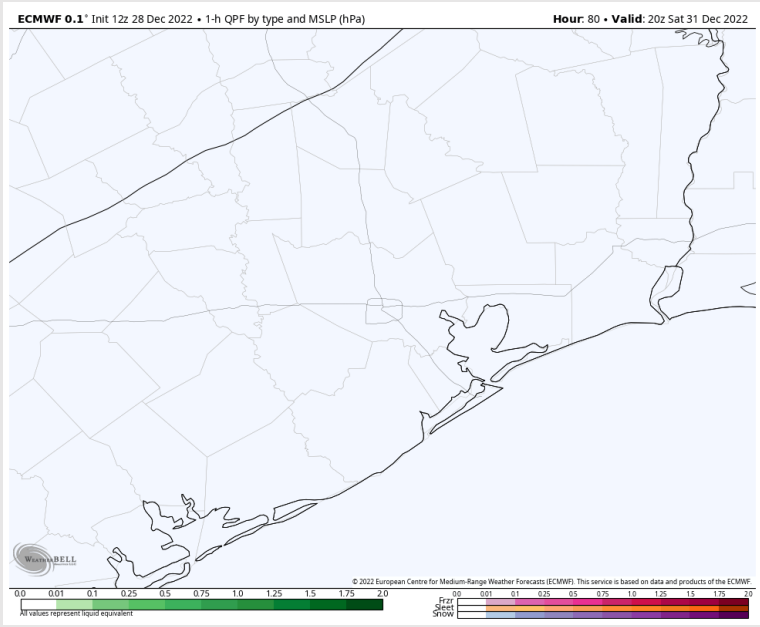 ECMWF 0.1° Init 12z 28 Dec 2022 • 1-h QPF by type and MSLP (hPa)
Hour: 80 • Valid: 20z Sat 31 Dec 2022
WEATHERBELL
© 2022 European Centre for Medium-Range Weather Forecasts (ECMWF). This service is based on data and products of the ECMWF.
0.0 0.01 0.1 0.25 0.5 0.75 1.0 1.25 1.5 1.75 2.0
All values represent liquid equivalent
0.0 0.01 0.1 0.25 0.5 0.75 1.0 1.25 1.5 1.75 2.0
Frzr
Sleet
Snow